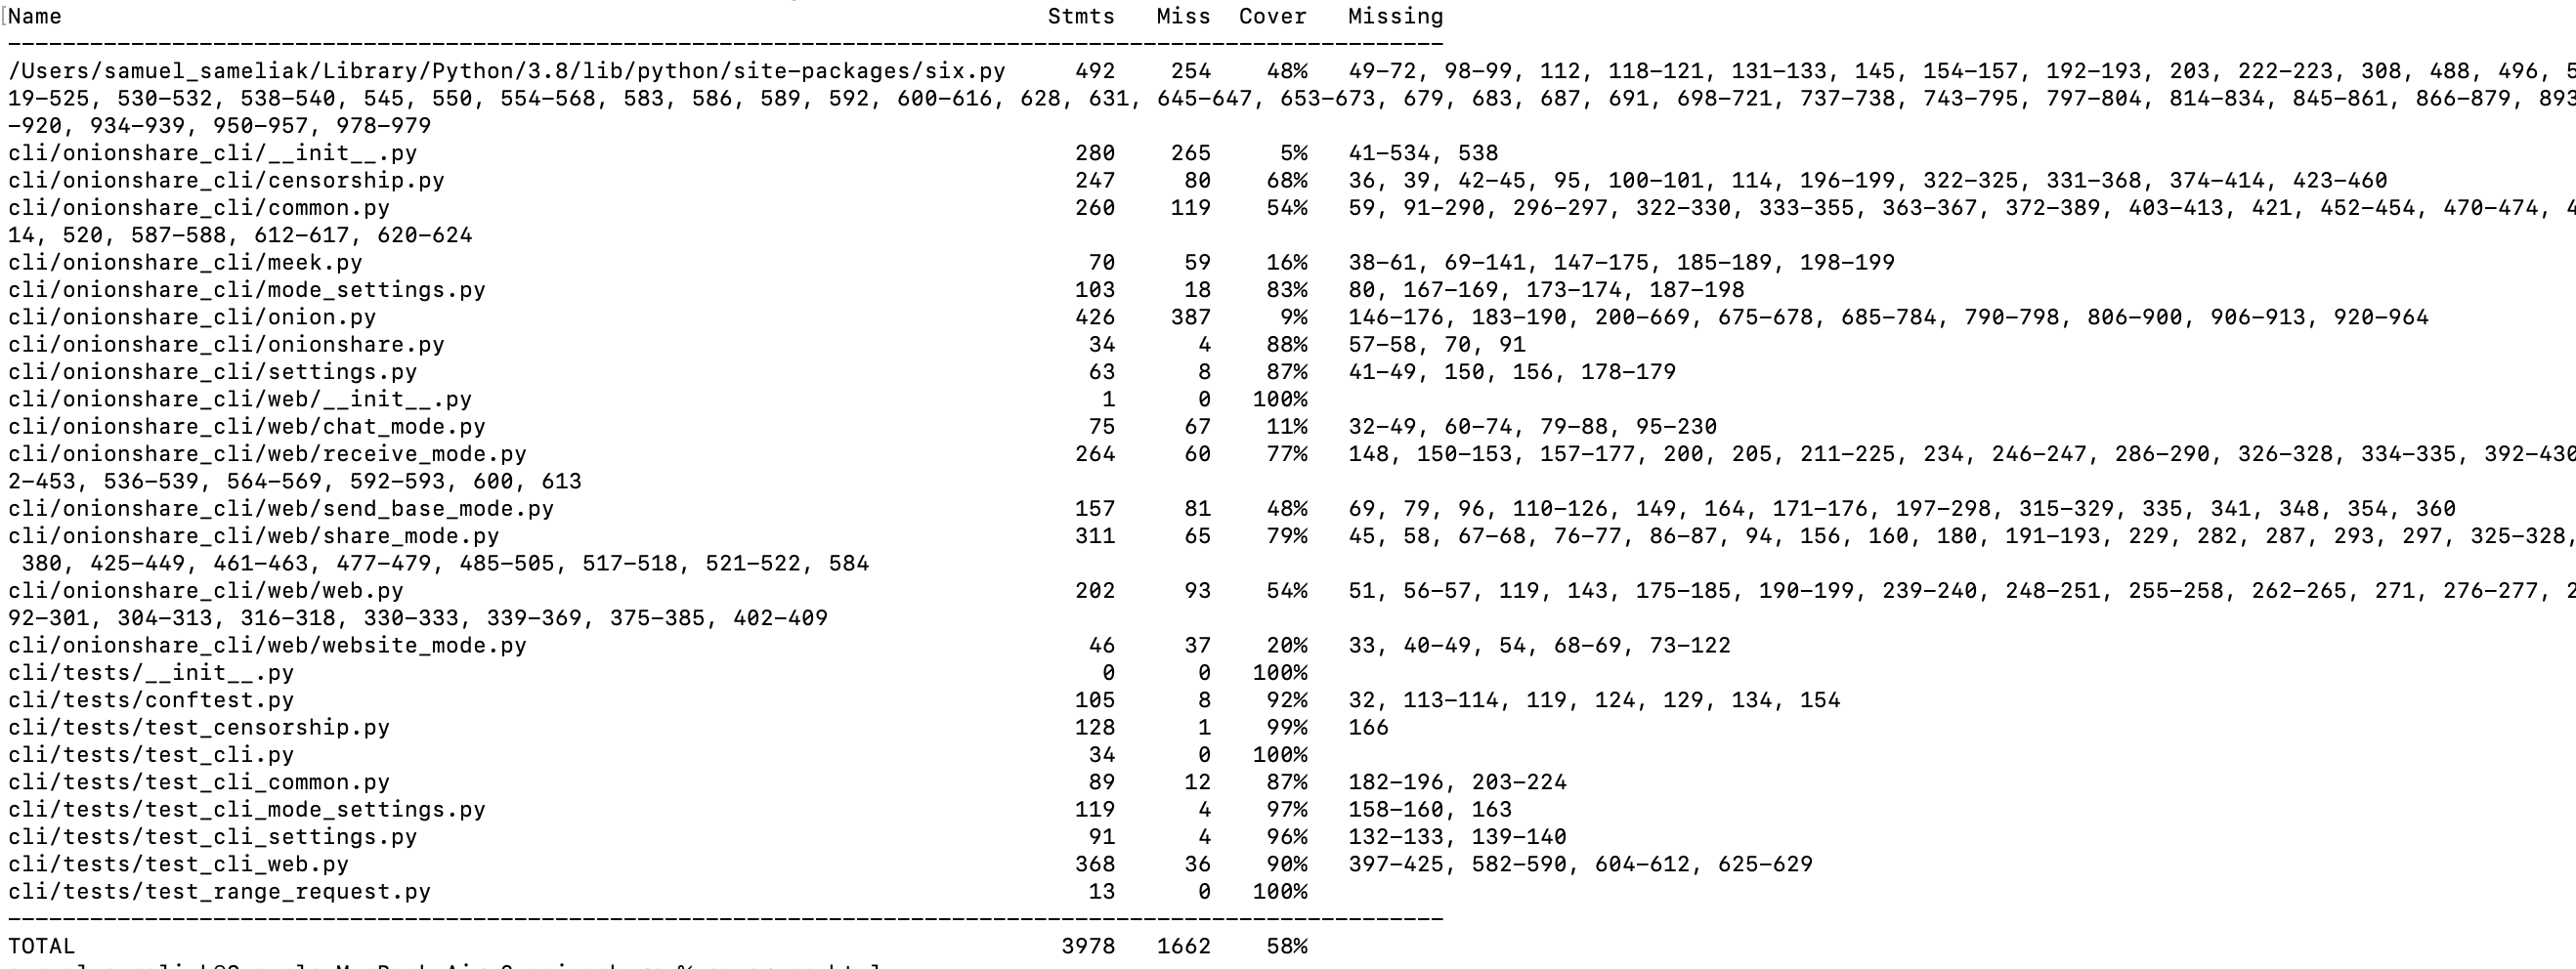 Name Stmts Miss Cover Missing
/Users/samuel_sameliak/Library/Python/3.8/lib/python/site-packages/six.py 492 254 48% 49-72, 98-99, 112, 118-121, 131-133, 145, 154-157, 192-193, 203, 222-223, 308, 488, 496, 5
19-525, 530-532, 538-540, 545, 550, 554-568, 583, 586, 589, 592, 600-616, 628, 631, 645-647, 653-673, 679, 683, 687, 691, 698-721, 737-738, 743-795, 797-804, 814-834, 845-861, 866-879, 893
-920, 934-939, 950-957, 978-979
cli/onionshare_cli/__init__.py 280 265 5% 41-534, 538
cli/onionshare_cli/censorship.py 247 80 68% 36, 39, 42-45, 95, 100-101, 114, 196-199, 322-325, 331-368, 374-414, 423-460
cli/onionshare_cli/common.py 260 119 54% 59, 91-290, 296-297, 322-330, 333-355, 363-367, 372-389, 403-413, 421, 452-454, 470-474, 4
14, 520, 587-588, 612-617, 620-624
cli/onionshare_cli/meek.py 70 59 16% 38-61, 69-141, 147-175, 185-189, 198-199
cli/onionshare_cli/mode_settings.py 103 18 83% 80, 167-169, 173-174, 187-198
cli/onionshare_cli/onion.py 426 387 9% 146-176, 183-190, 200-669, 675-678, 685-784, 790-798, 806-900, 906-913, 920-964
cli/onionshare_cli/onionshare.py 34 4 88% 57-58, 70, 91
cli/onionshare_cli/settings.py 63 8 87% 41-49, 150, 156, 178-179
cli/onionshare_cli/web/__init__.py 1 0 100%
cli/onionshare_cli/web/chat_mode.py 75 67 11% 32-49, 60-74, 79-88, 95-230
cli/onionshare_cli/web/receive_mode.py 264 60 77% 148, 150-153, 157-177, 200, 205, 211-225, 234, 246-247, 286-290, 326-328, 334-335, 392-430
2-453, 536-539, 564-569, 592-593, 600, 613
cli/onionshare_cli/web/send_base_mode.py 157 81 48% 69, 79, 96, 110-126, 149, 164, 171-176, 197-298, 315-329, 335, 341, 348, 354, 360
cli/onionshare_cli/web/share_mode.py 311 65 79% 45, 58, 67-68, 76-77, 86-87, 94, 156, 160, 180, 191-193, 229, 282, 287, 293, 297, 325-328,
380, 425-449, 461-463, 477-479, 485-505, 517-518, 521-522, 584
cli/onionshare_cli/web/web.py 202 93 54% 51, 56-57, 119, 143, 175-185, 190-199, 239-240, 248-251, 255-258, 262-265, 271, 276-277, 2
92-301, 304-313, 316-318, 330-333, 339-369, 375-385, 402-409
cli/onionshare_cli/web/website_mode.py 46 37 20% 33, 40-49, 54, 68-69, 73-122
cli/tests/__init__.py 0 0 100%
cli/tests/conftest.py 105 8 92% 32, 113-114, 119, 124, 129, 134, 154
cli/tests/test_censorship.py 128 1 99% 166
cli/tests/test_cli.py 34 0 100%
cli/tests/test_cli_common.py 89 12 87% 182-196, 203-224
cli/tests/test_cli_mode_settings.py 119 4 97% 158-160, 163
cli/tests/test_cli_settings.py 91 4 96% 132-133, 139-140
cli/tests/test_cli_web.py 368 36 90% 397-425, 582-590, 604-612, 625-629
cli/tests/test_range_request.py 13 0 100%
TOTAL 3978 1662 58%